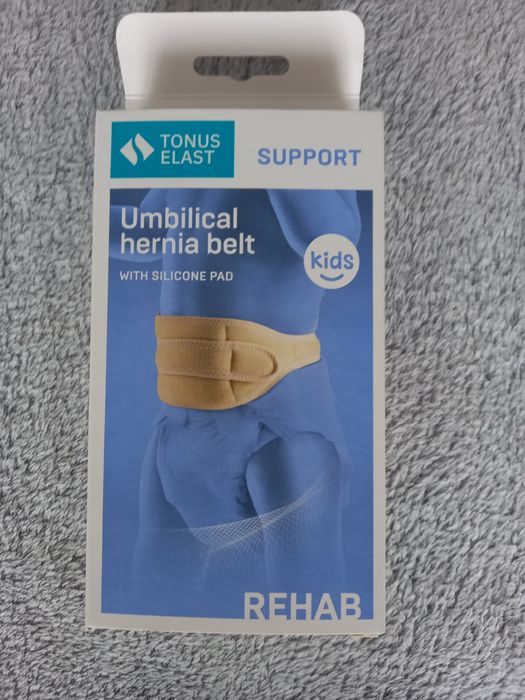 TONUS
ELAST
SUPPORT
Umbilical
hernia belt
WITH SILICONE PAD
kids
REHAB